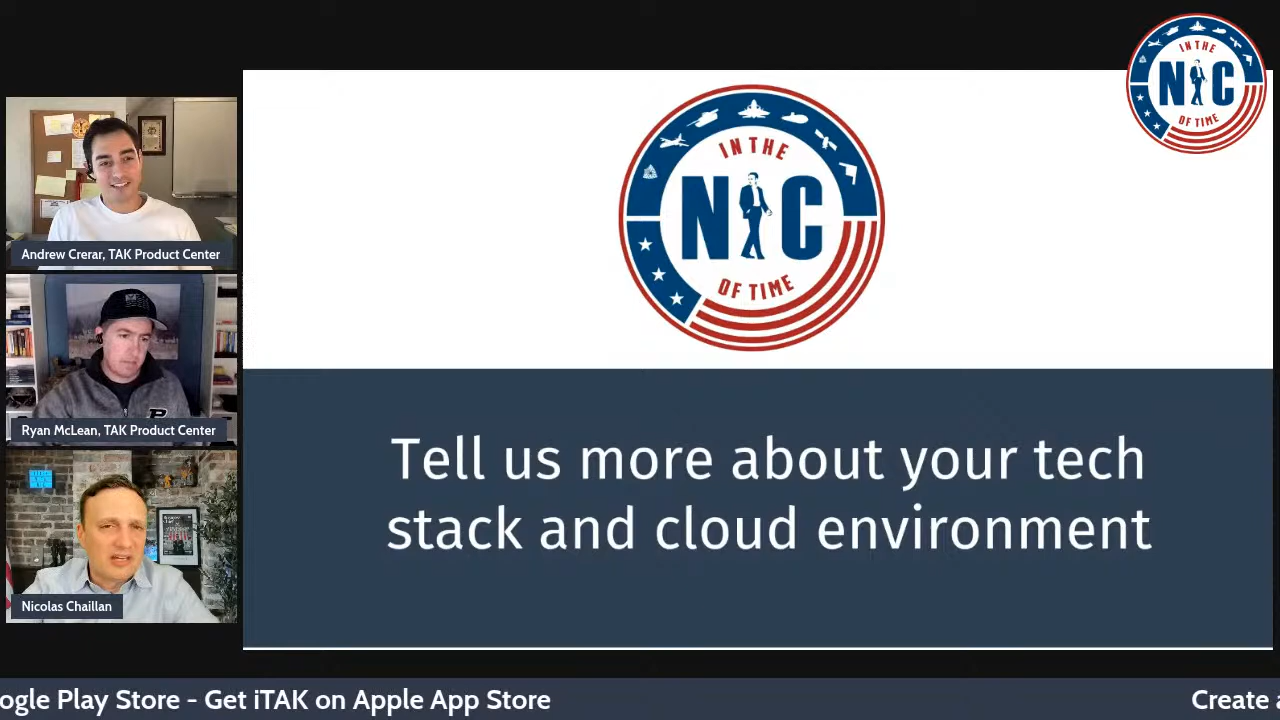 IN THE
NIC
OF TIME
IN THE
NIC
OF TIME
Andrew Crerar, TAK Product Center
Ryan McLean, TAK Product Center
Nicolas Chaillan
Tell us more about your tech
stack and cloud environment
ogle Play Store - Get iTAK on Apple App Store
Create a